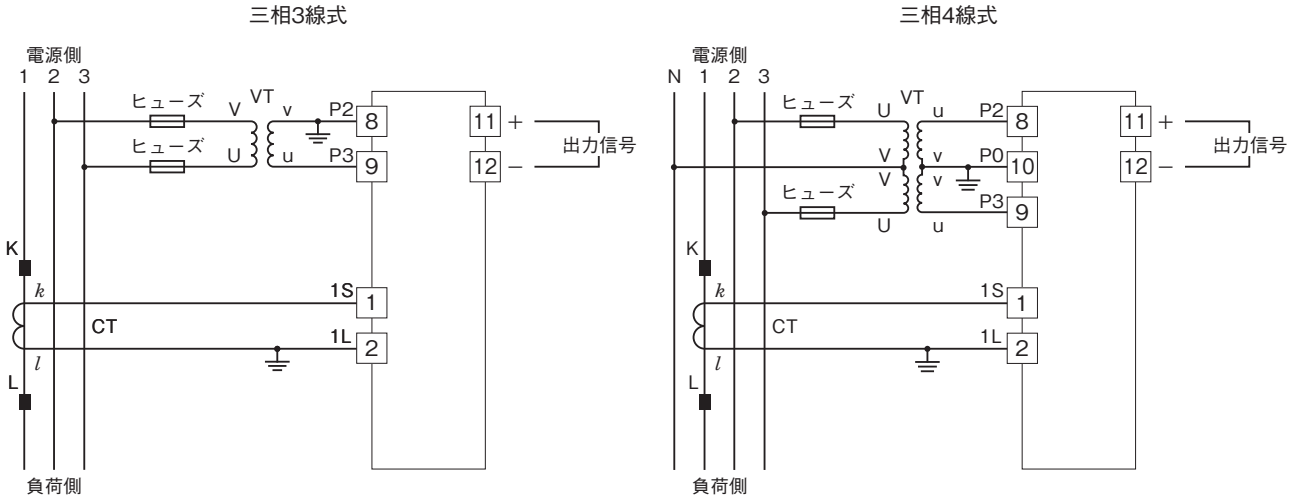 三相3線式
電源側
1 2 3
ヒューズ
ヒューズ
V VT v
U u
P2
8
P3
9
11 +
12 −
出力信号
K
k
CT
l
L
1S
1
1L
2
負荷側
三相4線式
電源側
N 1 2 3
ヒューズ
ヒューズ
U VT u
V v
V v
U u
P2
8
P0
10
P3
9
11 +
12 −
出力信号
K
k
CT
l
L
1S
1
1L
2
負荷側